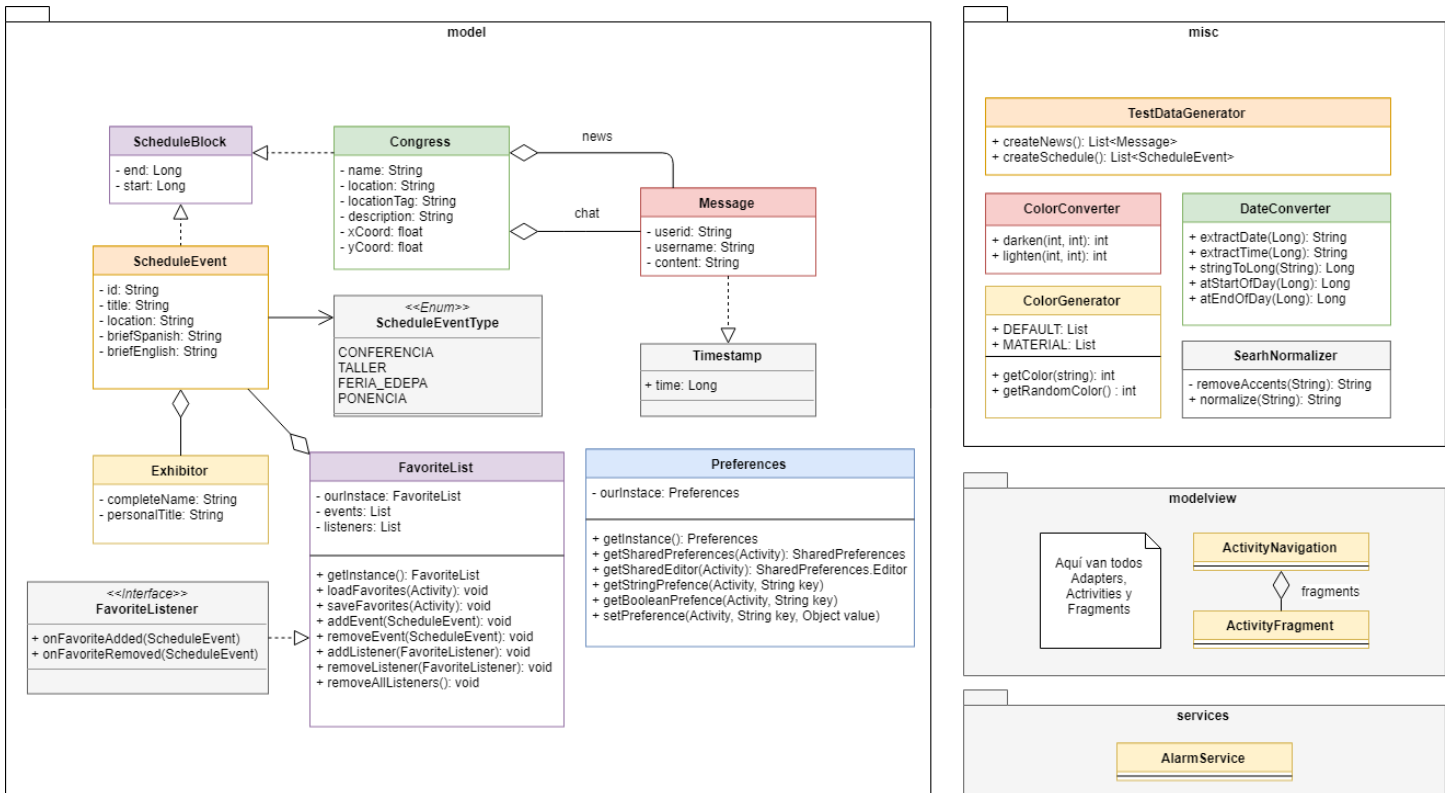 model
ScheduleBlock
- end: Long
- start: Long
Congress
- name: String
- location: String
- locationTag: String
- description: String
- xCoord: float
- yCoord: float
news
chat
Message
- userid: String
- username: String
- content: String
ScheduleEvent
- id: String
- title: String
- location: String
- briefSpanish: String
- briefEnglish: String
<<Enum>>
ScheduleEventType
CONFERENCIA
TALLER
FERIA_EDEPA
PONENCIA
Timestamp
+ time: Long
Exhibitor
- completeName: String
- personalTitle: String
FavoriteList
- ourInstace: FavoriteList
- events: List
- listeners: List
+ getInstance(): FavoriteList
+ loadFavorites(Activity): void
+ saveFavorites(Activity): void
+ addEvent(ScheduleEvent): void
+ removeEvent(ScheduleEvent): void
+ addListener(FavoriteListener): void
+ removeListener(FavoriteListener): void
+ removeAllListeners(): void
Preferences
- ourInstace: Preferences
+ getInstance(): Preferences
+ getSharedPreferences(Activity): SharedPreferences
+ getSharedEditor(Activity): SharedPreferences.Editor
+ getStringPrefence(Activity, String key)
+ getBooleanPrefence(Activity, String key)
+ setPreference(Activity, String key, Object value)
<<Interface>>
FavoriteListener
+ onFavoriteAdded(ScheduleEvent)
+ onFavoriteRemoved(ScheduleEvent)
misc
TestDataGenerator
+ createNews(): List<Message>
+ createSchedule(): List<ScheduleEvent>
ColorConverter
+ darken(int, int): int
+ lighten(int, int): int
DateConverter
+ extractDate(Long): String
+ extractTime(Long): String
+ stringToLong(String): Long
+ atStartOfDay(Long): Long
+ atEndOfDay(Long): Long
ColorGenerator
+ DEFAULT: List
+ MATERIAL: List
+ getColor(string): int
+ getRandomColor() : int
SearhNormalizer
- removeAccents(String): String
+ normalize(String): String
modelview
Aquí van todos
Adapters,
Activities y
Fragments
ActivityNavigation
fragments
ActivityFragment
services
AlarmService